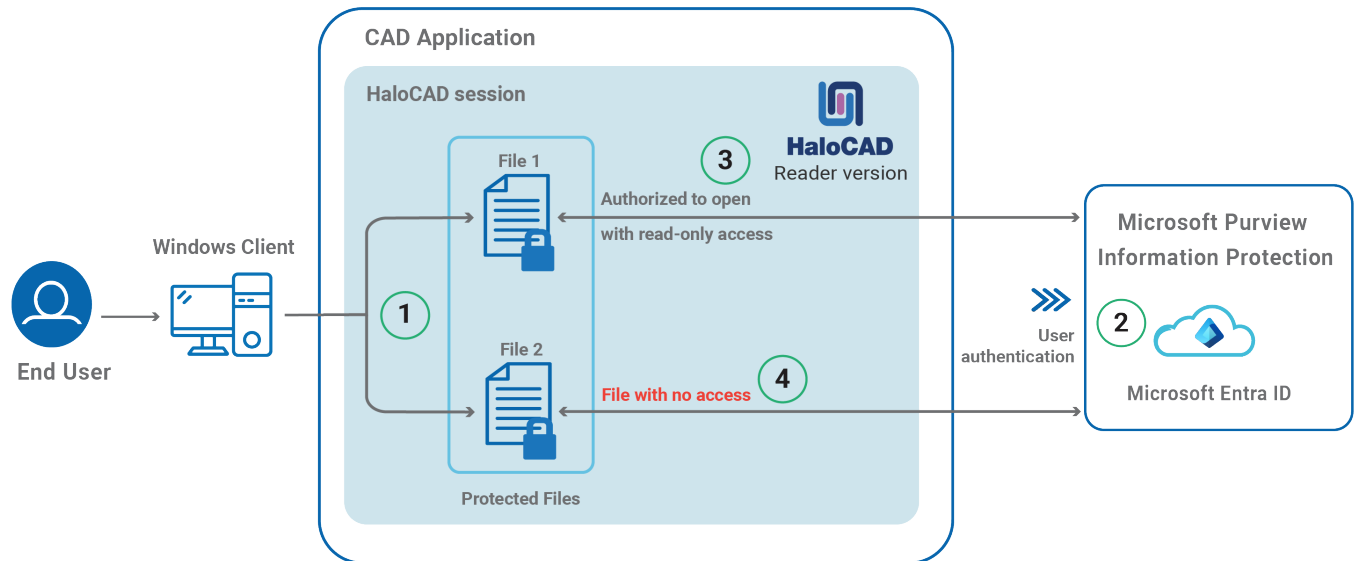 CAD Application
HaloCAD session
HaloCAD
Reader version
File 1
3
Authorized to open
with read-only access
Windows Client
End User
1
File 2
File with no access
4
Protected Files
Microsoft Purview
Information Protection
2
User
authentication
Microsoft Entra ID